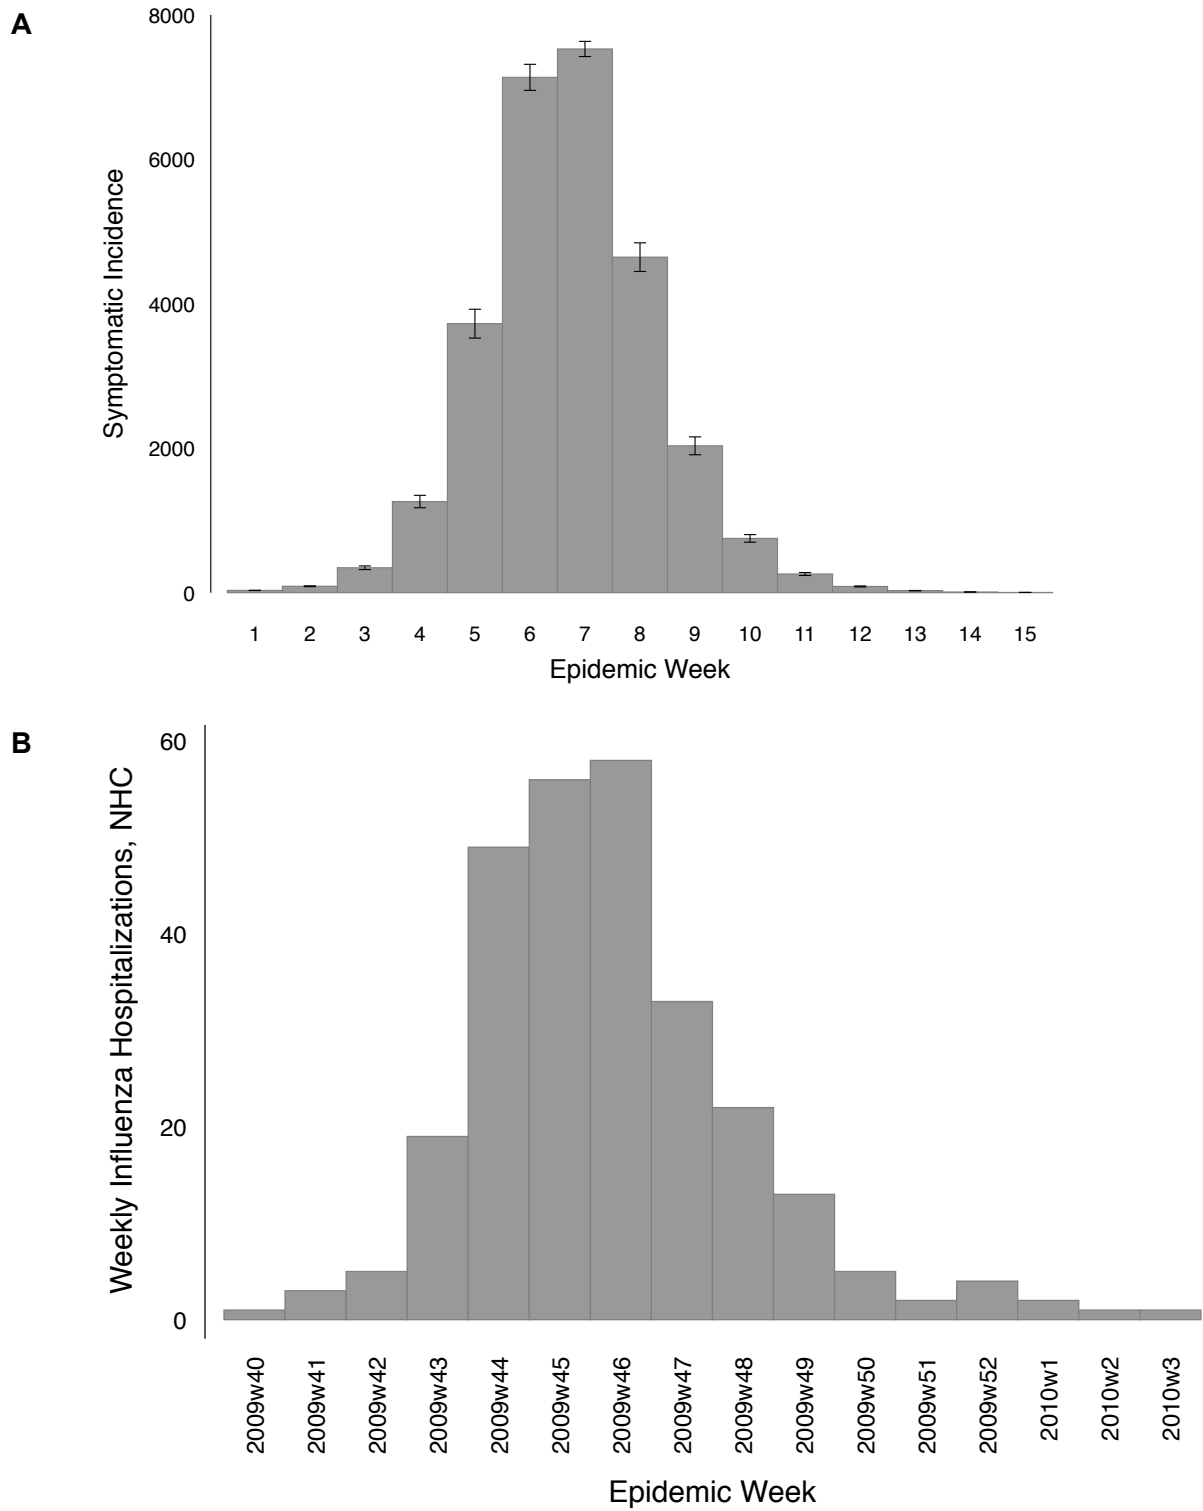 A
8000
6000
4000
2000
0
Symptomatic Incidence
1 2 3 4 5 6 7 8 9 10 11 12 13 14 15
Epidemic Week
B
60
40
20
0
Weekly Influenza Hospitalizations, NHC
2009w40
2009w41
2009w42
2009w43
2009w44
2009w45
2009w46
2009w47
2009w48
2009w49
2009w50
2009w51
2009w52
2010w1
2010w2
2010w3
Epidemic Week